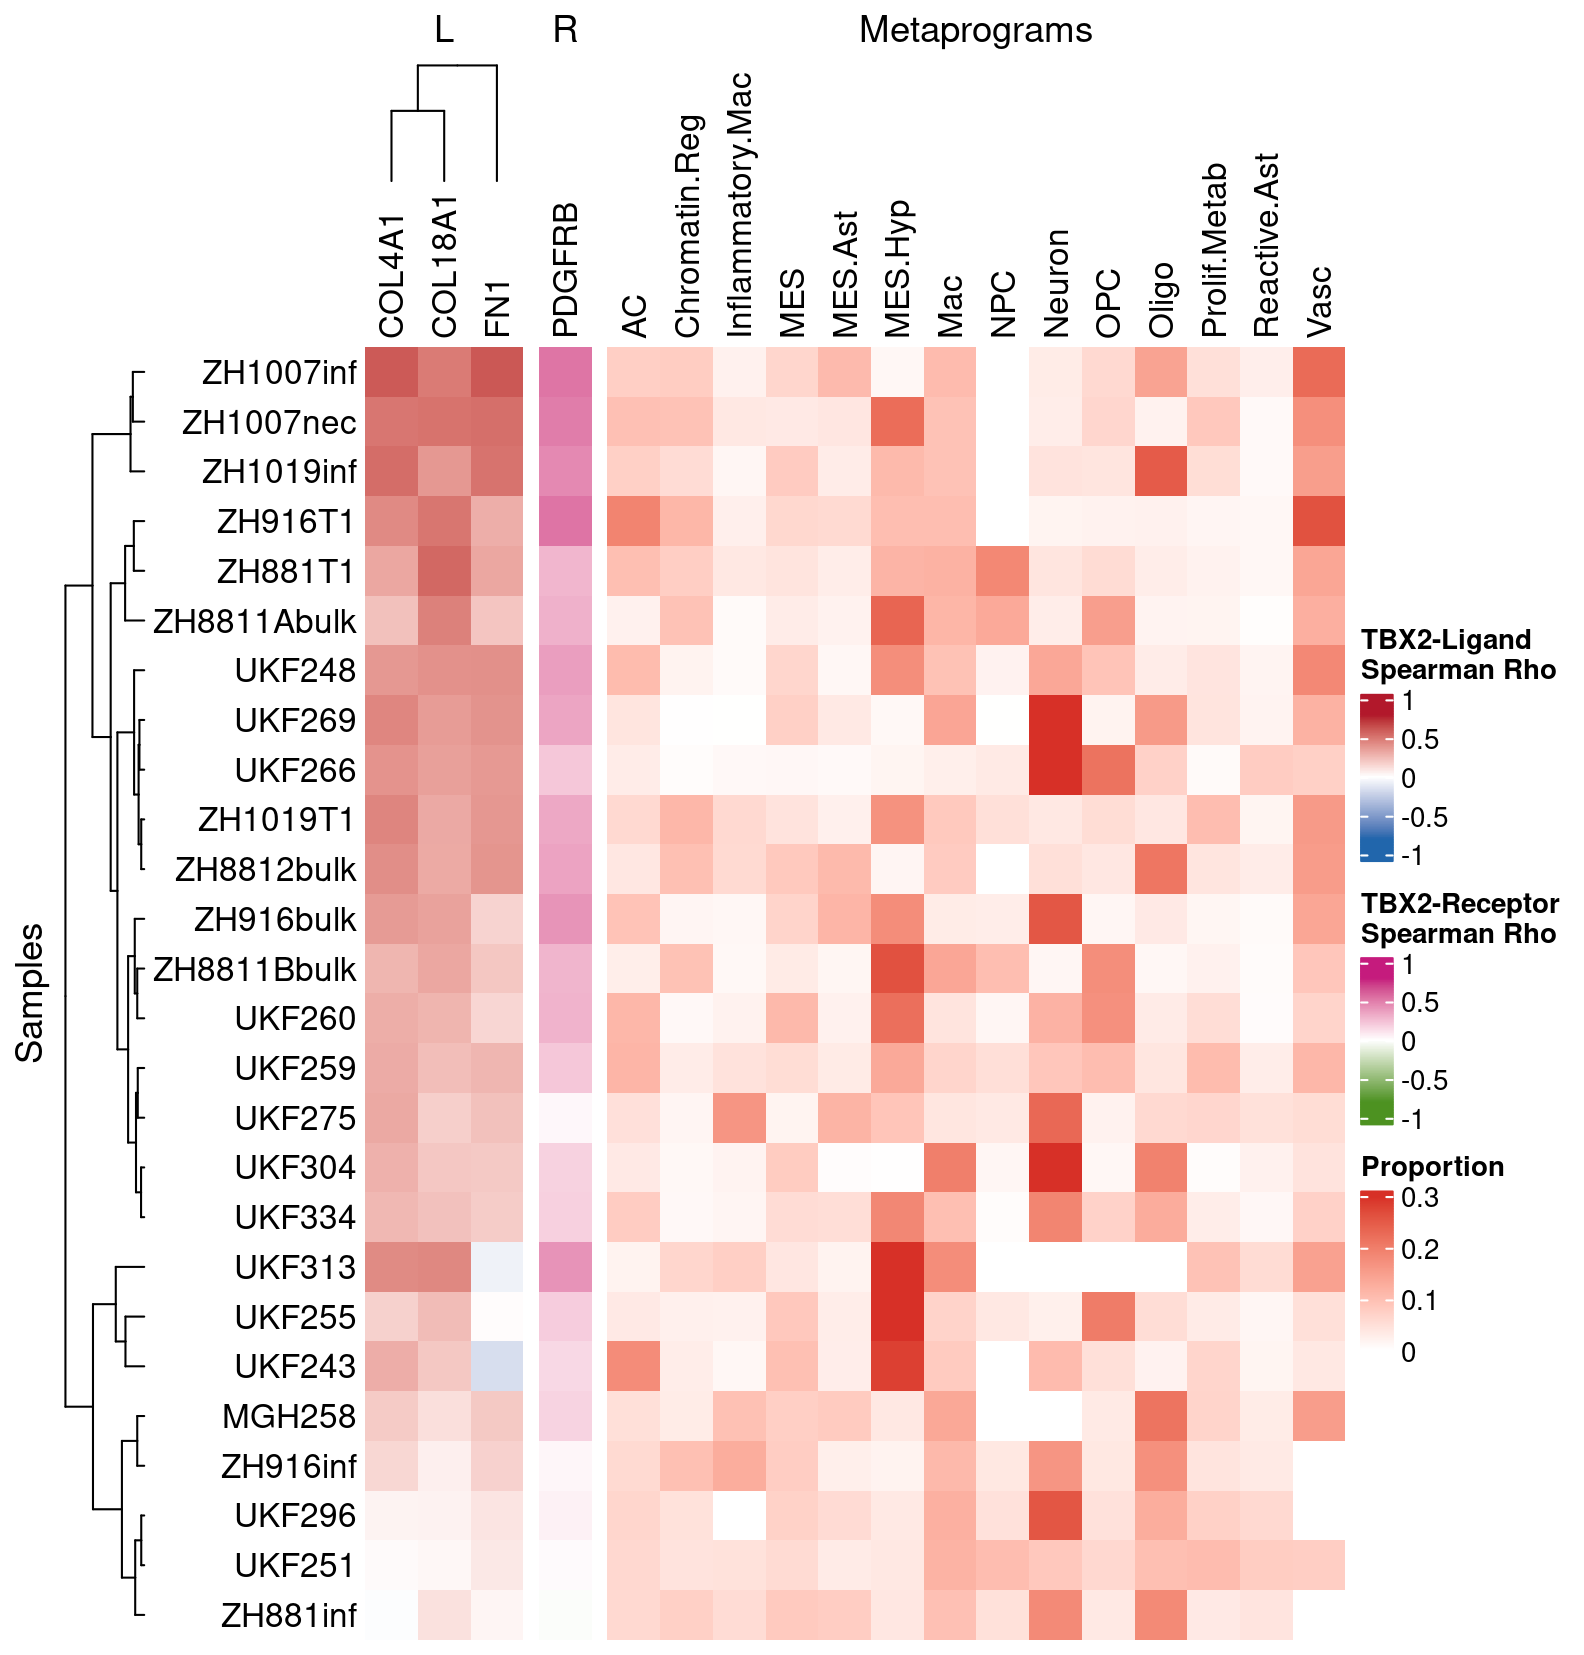 L R Metaprograms
COL4A1
COL18A1
FN1
PDGFRB
AC
Chromatin.Reg
Inflammatory.Mac
MES
MES.Ast
MES.Hyp
Mac
NPC
Neuron
OPC
Oligo
Prolif.Metab
Reactive.Ast
Vasc
Samples
ZH1007inf
ZH1007nec
ZH1019inf
ZH916T1
ZH881T1
ZH8811Abulk
UKF248
UKF269
UKF266
ZH1019T1
ZH8812bulk
ZH916bulk
ZH8811Bbulk
UKF260
UKF259
UKF275
UKF304
UKF334
UKF313
UKF255
UKF243
MGH258
ZH916inf
UKF296
UKF251
ZH881inf
TBX2-Ligand
Spearman Rho
1
0.5
0
-0.5
-1
TBX2-Receptor
Spearman Rho
1
0.5
0
-0.5
-1
Proportion
0.3
0.2
0.1
0